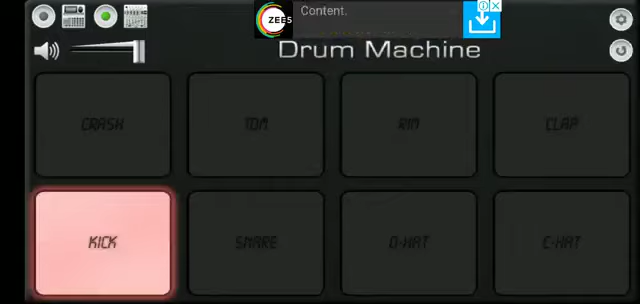 Content.
ZEE5
Drum Machine
CRASH
TOM
RIM
CLAP
KICK
SNARE
O-HAT
C-HAT